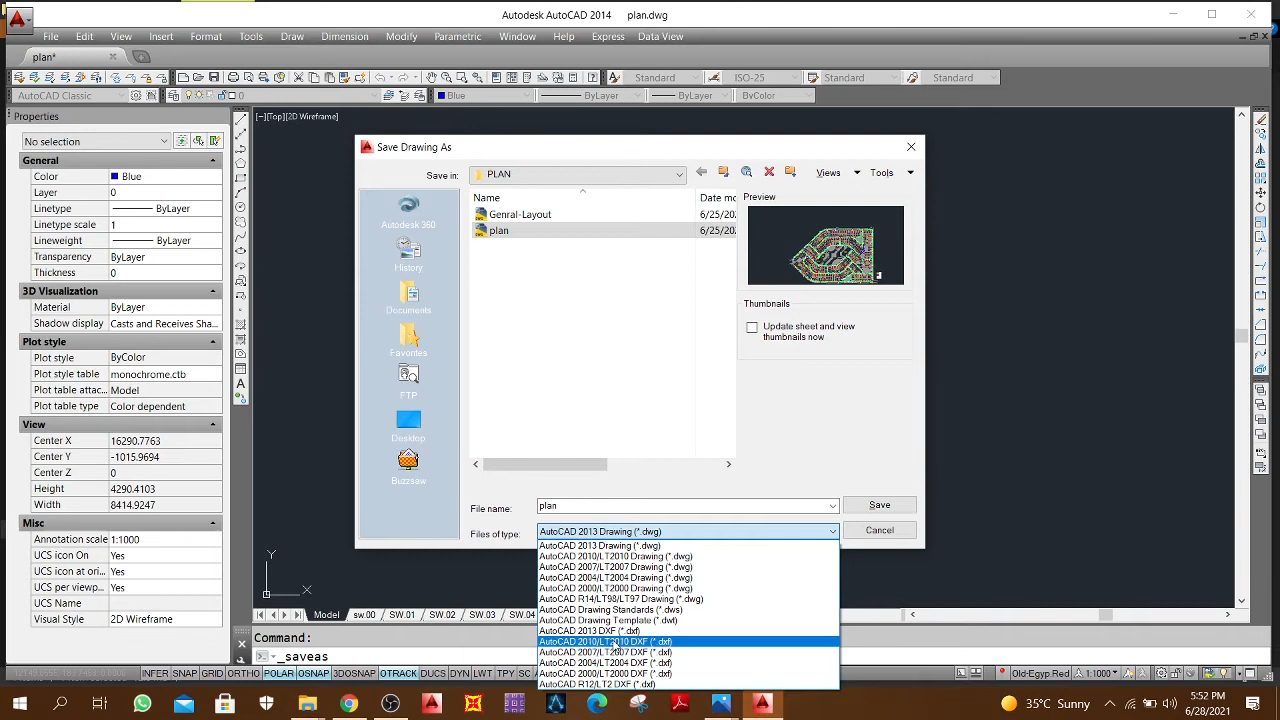 Autodesk AutoCAD 2014 plan.dwg
File Edit View Insert Format Tools Draw Dimension Modify Parametric Window Help Express Data View
plan*
Standard ISO-25 Standard Standard
AutoCAD Classic 0 Blue ByLayer ByLayer ByColor
Properties
No selection
General
Color Blue
Layer 0
Linetype ByLayer
Linetype scale 1
Lineweight ByLayer
Transparency ByLayer
Thickness 0
3D Visualization
Material ByLayer
Shadow display Casts and Receives Sha...
Plot style
Plot style ByColor
Plot style table monochrome.ctb
Plot table attac... Model
Plot table type Color dependent
View
Center X 16290.7763
Center Y -1015.9694
Center Z 0
Height 4290.4103
Width 8414.9247
Misc
Annotation scale 1:1000
UCS icon On Yes
UCS icon at ori... Yes
UCS per viewp... Yes
UCS Name
Visual Style 2D Wireframe
[−][Top][2D Wireframe]
Save Drawing As
Save in: PLAN
Views Tools
Autodesk 360
History
Documents
Favorites
FTP
Desktop
Buzzsaw
Name Date mo
Genral-Layout 6/25/202
plan 6/25/202
Preview
Thumbnails
Update sheet and view
thumbnails now
File name: plan Save
Files of type: AutoCAD 2013 Drawing (*.dwg) Cancel
AutoCAD 2013 Drawing (*.dwg)
AutoCAD 2010/LT2010 Drawing (*.dwg)
AutoCAD 2007/LT2007 Drawing (*.dwg)
AutoCAD 2004/LT2004 Drawing (*.dwg)
AutoCAD 2000/LT2000 Drawing (*.dwg)
AutoCAD R14/LT98/LT97 Drawing (*.dwg)
AutoCAD Drawing Standards (*.dws)
AutoCAD Drawing Template (*.dwt)
AutoCAD 2013 DXF (*.dxf)
AutoCAD 2010/LT2010 DXF (*.dxf)
AutoCAD 2007/LT2007 DXF (*.dxf)
AutoCAD 2004/LT2004 DXF (*.dxf)
AutoCAD 2000/LT2000 DXF (*.dxf)
AutoCAD R12/LT2 DXF (*.dxf)
Y
X
Model sw.00 SW.01 SW.02 SW.03 SW.04
Command:
_saveas
INFER SNAP GRID ORTHO POLAR OSNAP 3DOSNAP OTRACK DUCS DYN LWT TPY
Old-Egypt.Red
35°C Sunny
5:52 PM
6/28/2021